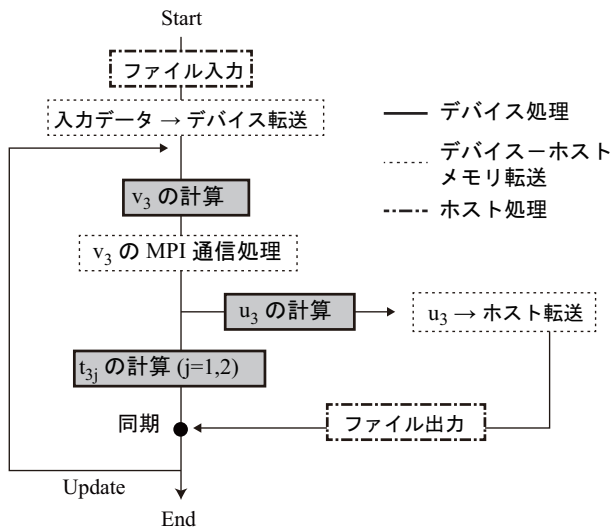 Start
ファイル入力
入力データ → デバイス転送
デバイス処理
デバイス－ホスト
メモリ転送
ホスト処理
v3 の計算
v3 の MPI 通信処理
u3 の計算
u3 → ホスト転送
t3j の計算 (j=1,2)
同期
ファイル出力
Update
End